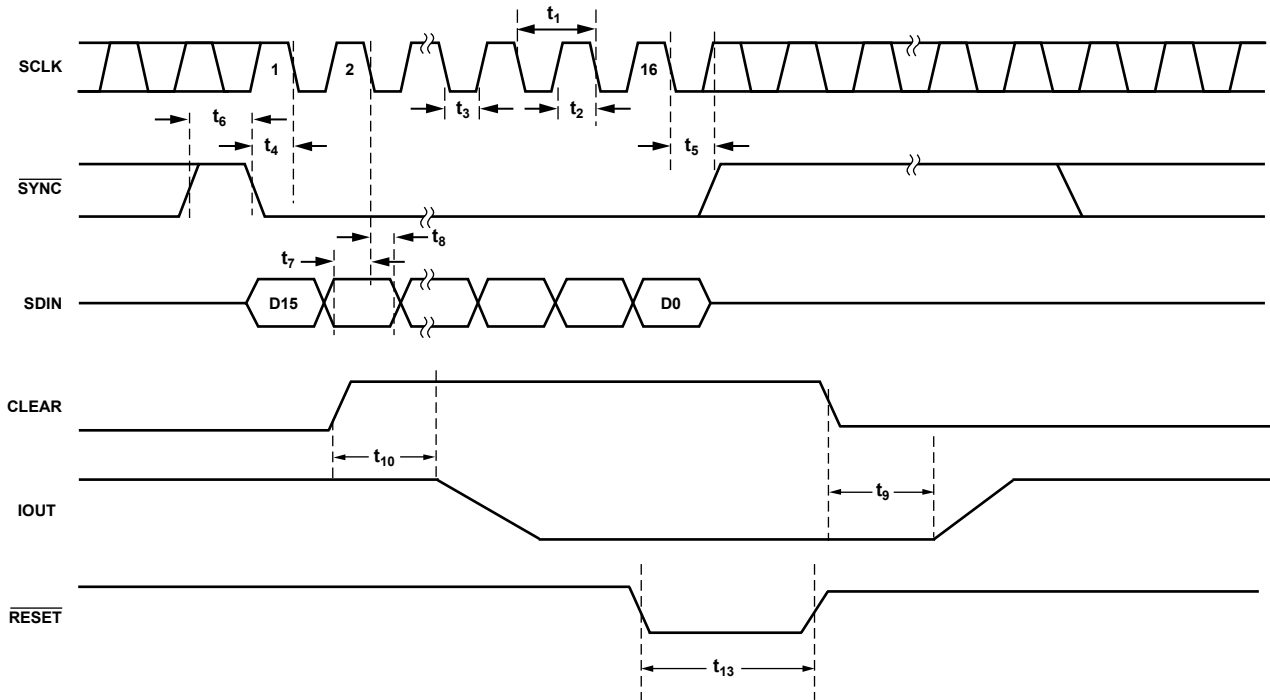 t1
SCLK
1
2
16
t3
t2
t6
t4
t5
SYNC
t8
t7
SDIN
D15
D0
CLEAR
t10
t9
IOUT
RESET
t13